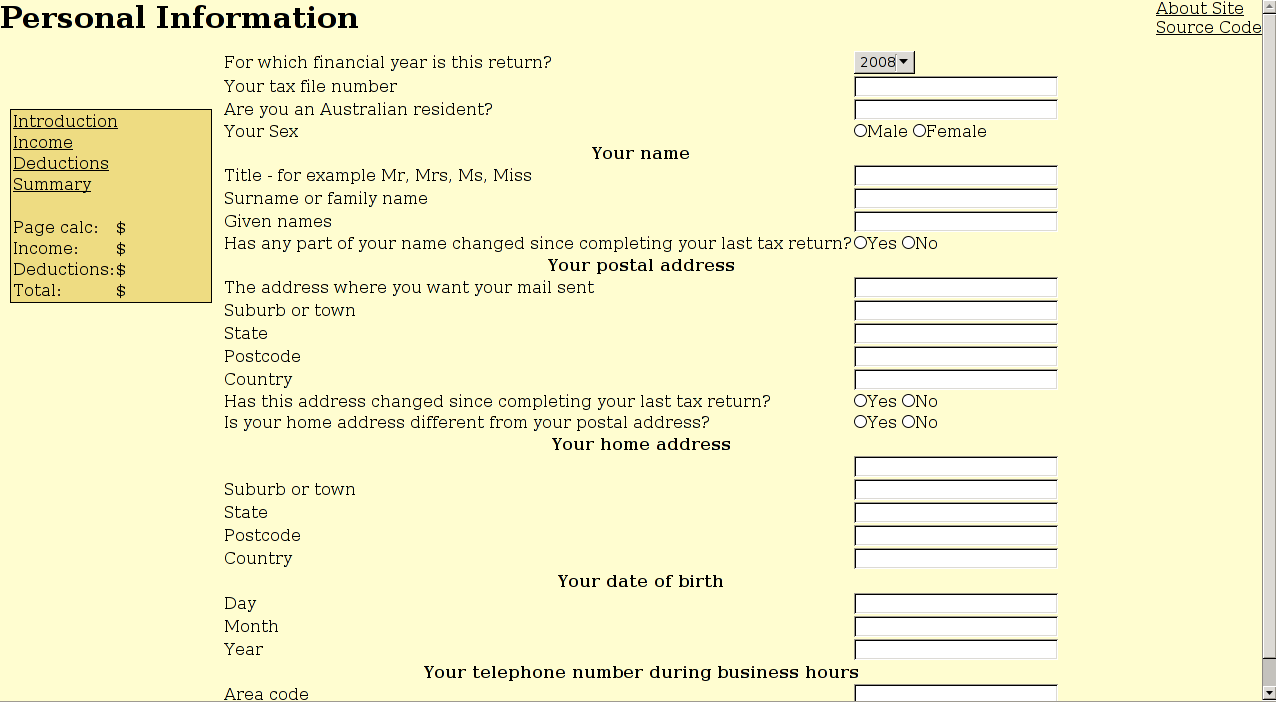 Personal Information
About Site
Source Code
For which financial year is this return? 2008
Your tax file number
Are you an Australian resident?
Your Sex Male Female
Your name
Title - for example Mr, Mrs, Ms, Miss
Surname or family name
Given names
Has any part of your name changed since completing your last tax return? Yes No
Your postal address
The address where you want your mail sent
Suburb or town
State
Postcode
Country
Has this address changed since completing your last tax return? Yes No
Is your home address different from your postal address? Yes No
Your home address
Suburb or town
State
Postcode
Country
Your date of birth
Day
Month
Year
Your telephone number during business hours
Area code
Introduction
Income
Deductions
Summary
Page calc: $
Income: $
Deductions: $
Total: $